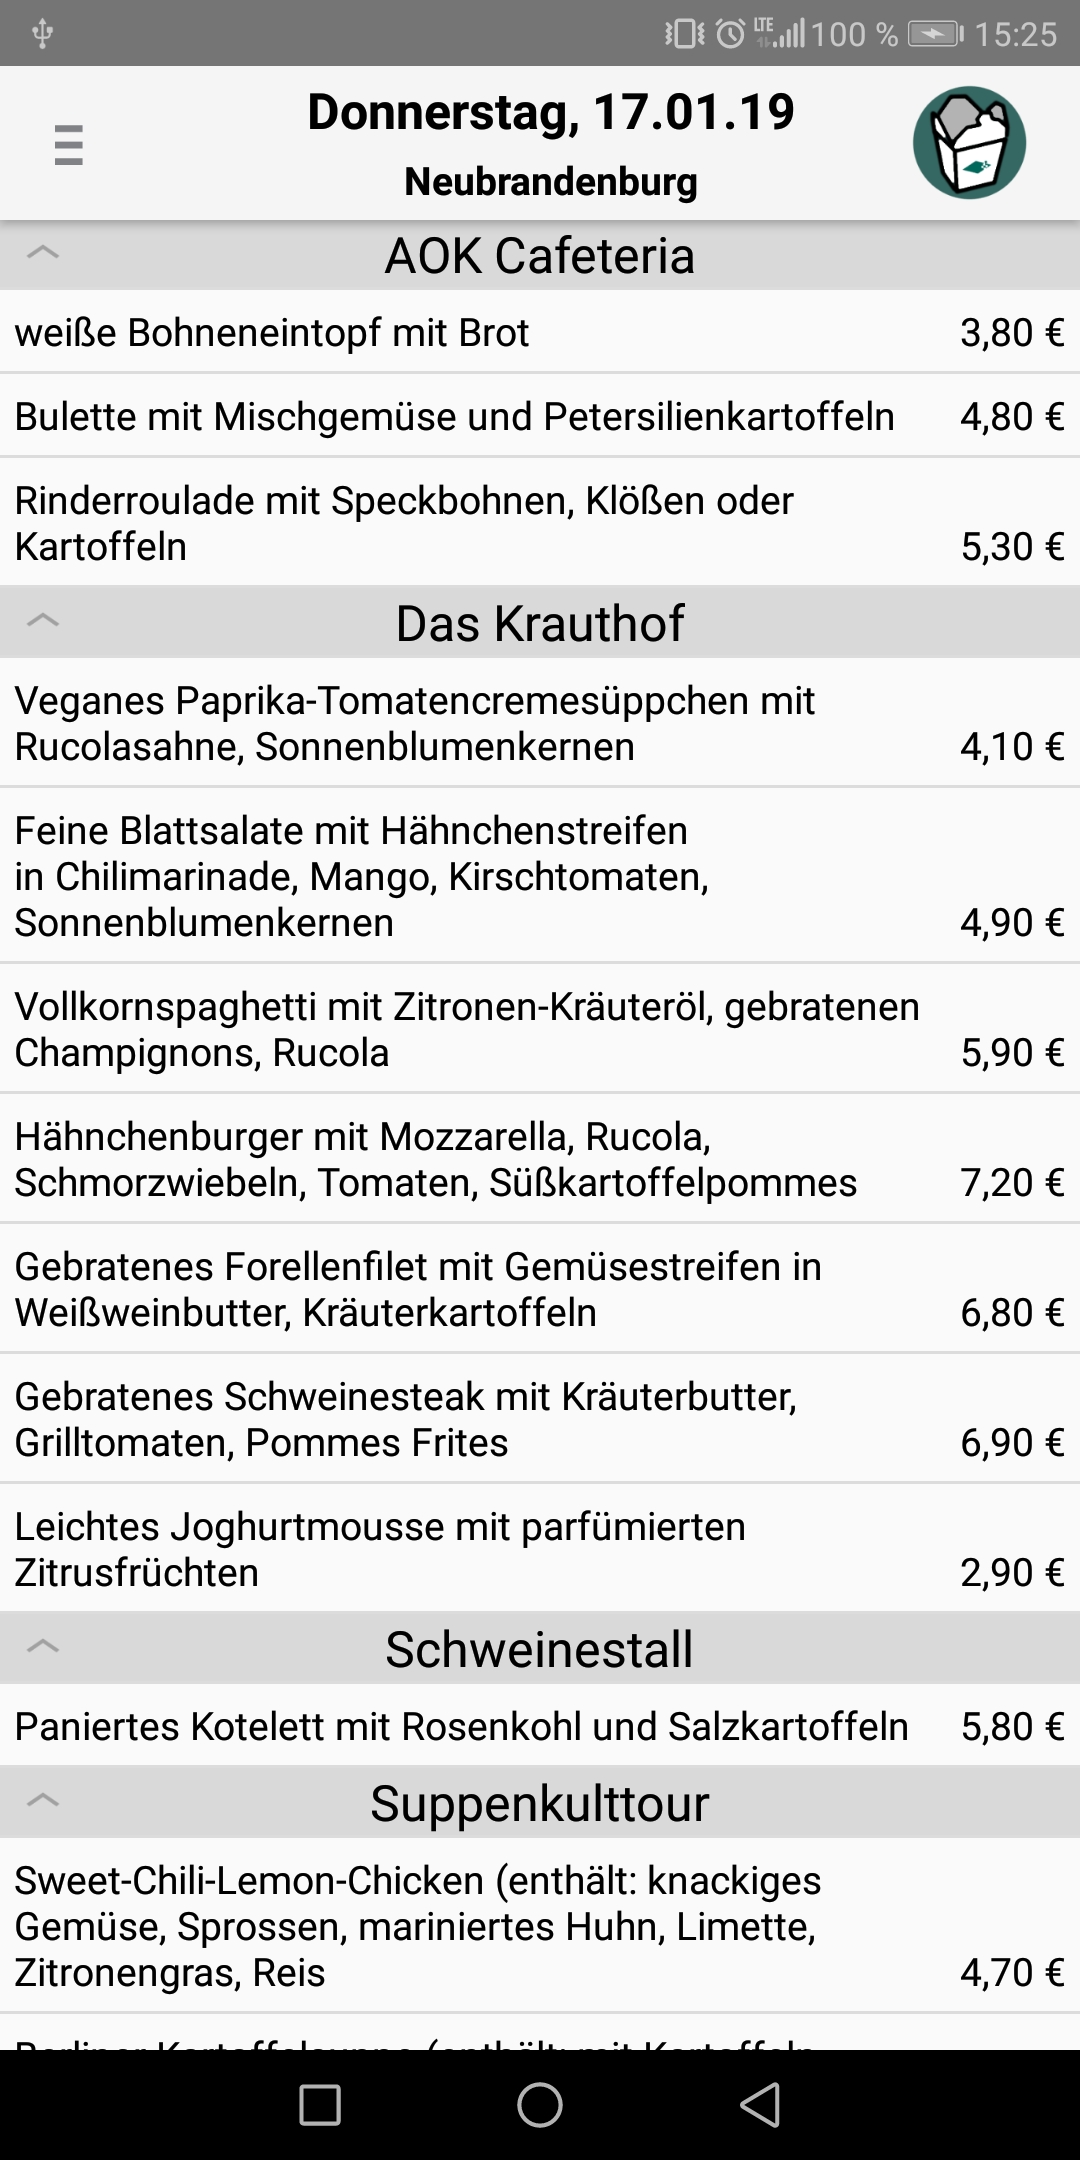 LTE 100 % 15:25
Donnerstag, 17.01.19
Neubrandenburg
AOK Cafeteria
weiße Bohneneintopf mit Brot 3,80 €
Bulette mit Mischgemüse und Petersilienkartoffeln 4,80 €
Rinderroulade mit Speckbohnen, Klößen oder
Kartoffeln 5,30 €
Das Krauthof
Veganes Paprika-Tomatencremesüppchen mit
Rucolasahne, Sonnenblumenkernen 4,10 €
Feine Blattsalate mit Hähnchenstreifen
in Chilimarinade, Mango, Kirschtomaten,
Sonnenblumenkernen 4,90 €
Vollkornspaghetti mit Zitronen-Kräuteröl, gebratenen
Champignons, Rucola 5,90 €
Hähnchenburger mit Mozzarella, Rucola,
Schmorzwiebeln, Tomaten, Süßkartoffelpommes 7,20 €
Gebratenes Forellenfilet mit Gemüsestreifen in
Weißweinbutter, Kräuterkartoffeln 6,80 €
Gebratenes Schweinesteak mit Kräuterbutter,
Grilltomaten, Pommes Frites 6,90 €
Leichtes Joghurtmousse mit parfümierten
Zitrusfrüchten 2,90 €
Schweinestall
Paniertes Kotelett mit Rosenkohl und Salzkartoffeln 5,80 €
Suppenkulttour
Sweet-Chili-Lemon-Chicken (enthält: knackiges
Gemüse, Sprossen, mariniertes Huhn, Limette,
Zitronengras, Reis 4,70 €
Berliner Kartoffelsuppe (enthält: mit Kartoffeln